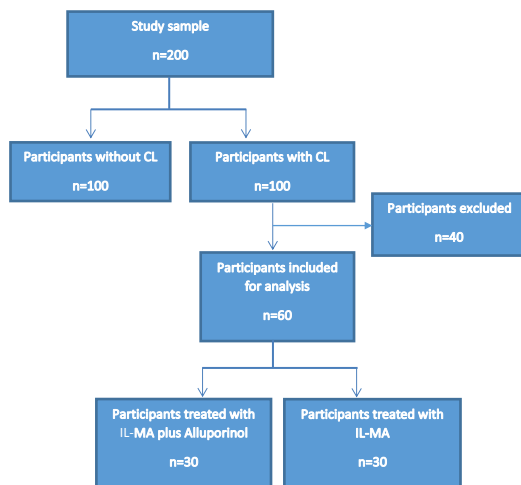 Study sample
n=200
Participants without CL
n=100
Participants with CL
n=100
Participants excluded
n=40
Participants included
for analysis
n=60
Participants treated with
IL-MA plus Alluporinol
n=30
Participants treated with
IL-MA
n=30